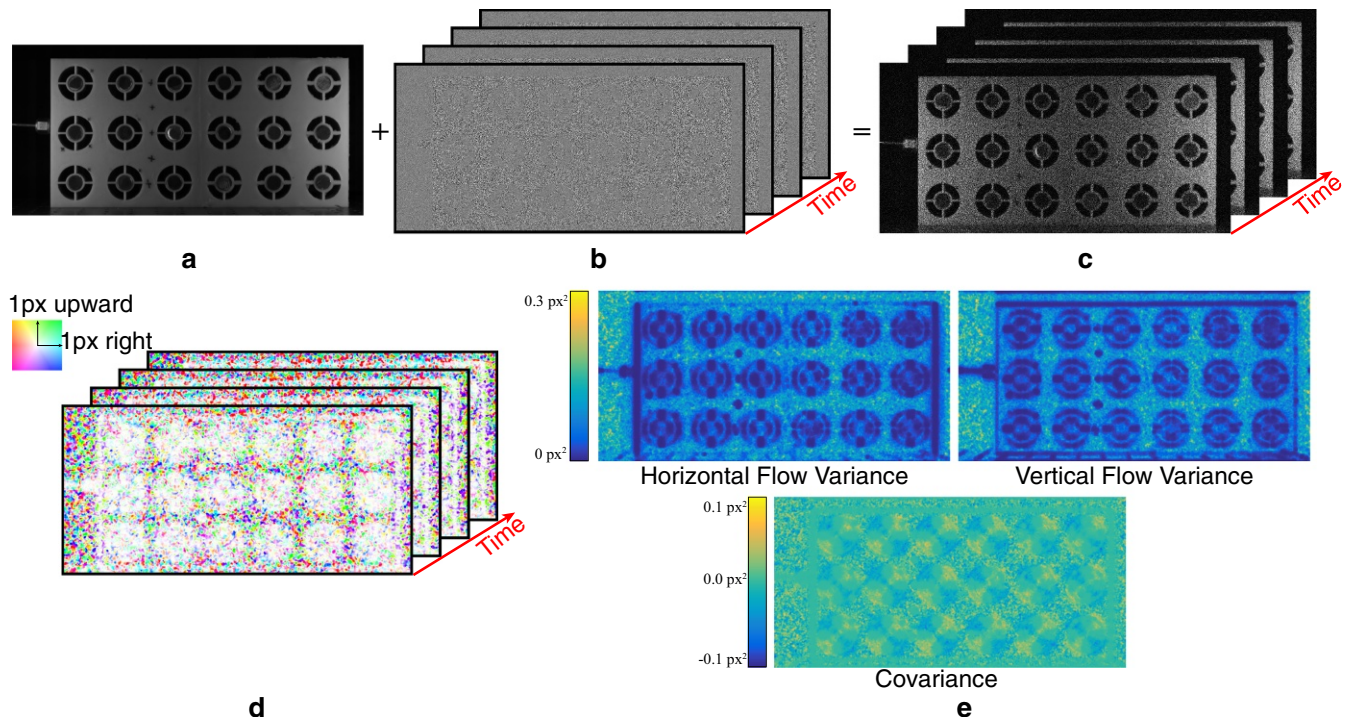 +
=
Time
Time
a
b
c
1px upward
1px right
Time
0.3 px²
0 px²
Horizontal Flow Variance
Vertical Flow Variance
0.1 px²
0.0 px²
-0.1 px²
Covariance
d
e